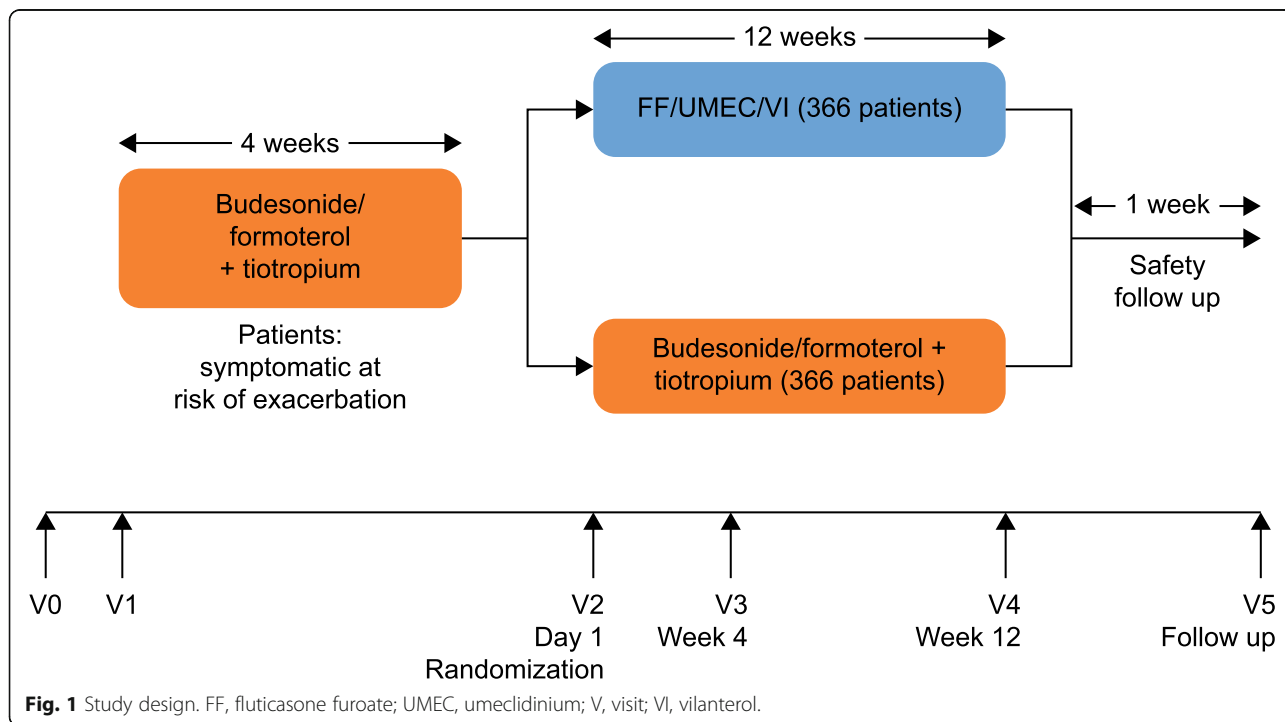 12 weeks
FF/UMEC/VI (366 patients)
4 weeks
Budesonide/
formoterol
+ tiotropium
1 week
Safety
follow up
Patients:
symptomatic at
risk of exacerbation
Budesonide/formoterol +
tiotropium (366 patients)
V0
V1
V2
Day 1
Randomization
V3
Week 4
V4
Week 12
V5
Follow up
Fig. 1 Study design. FF, fluticasone furoate; UMEC, umeclidinium; V, visit; VI, vilanterol.